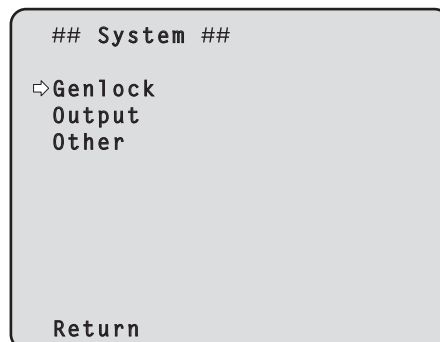 ## System ##
⇨Genlock
Output
Other
Return